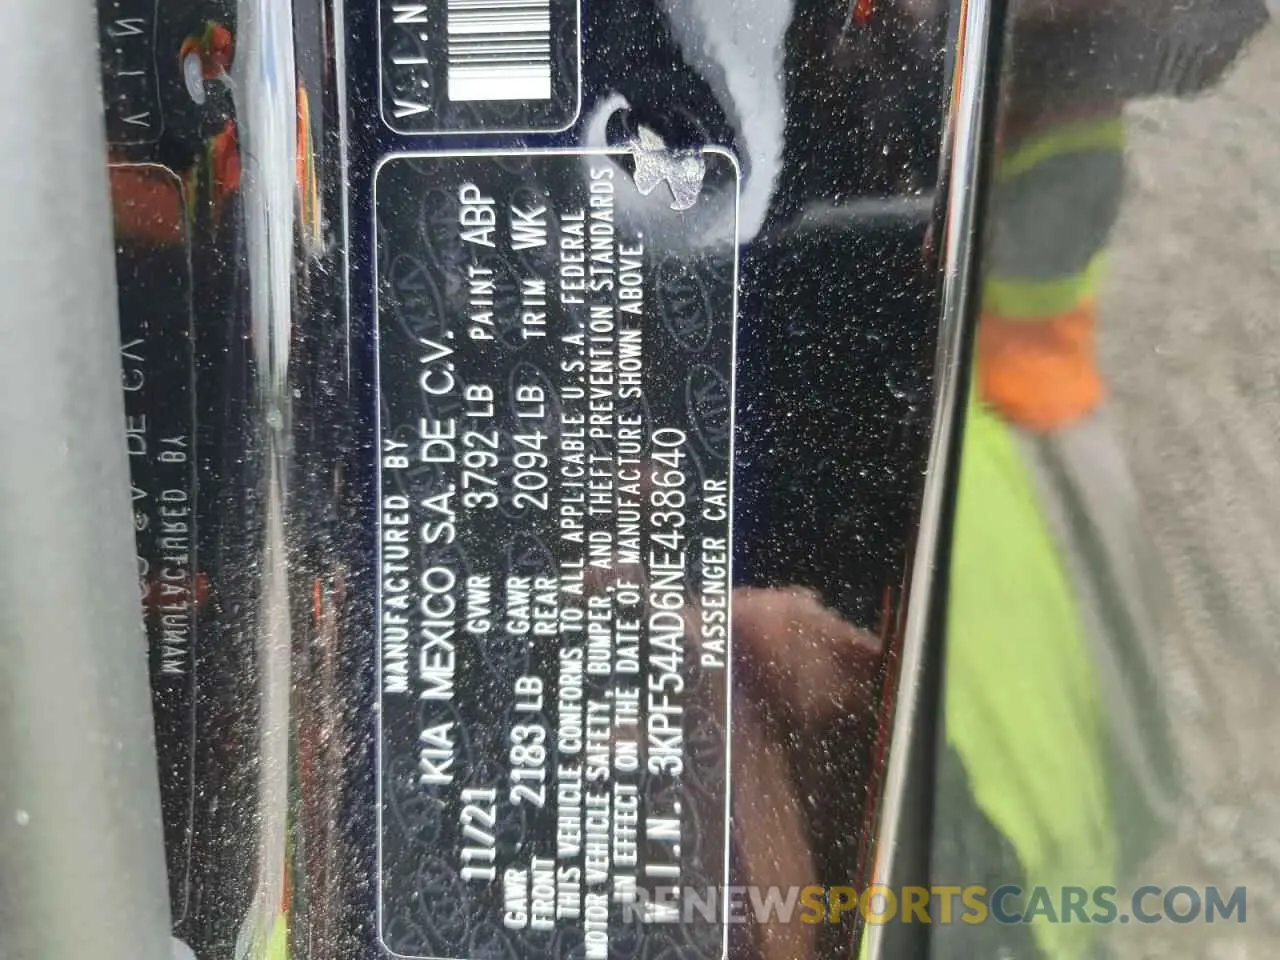 V.I.N
MANUFACTURED BY
KIA MEXICO S.A. DE C.V.
11/21 GVWR 3792 LB PAINT ABP
GAWR FRONT 2183 LB GAWR REAR 2094 LB TRIM WK
THIS VEHICLE CONFORMS TO ALL APPLICABLE U.S.A. FEDERAL
MOTOR VEHICLE SAFETY, BUMPER, AND THEFT PREVENTION STANDARDS
IN EFFECT ON THE DATE OF MANUFACTURE SHOWN ABOVE.
V.I.N. 3KPF54AD6NE438640
PASSENGER CAR
RENEWSPORTSCARS.COM